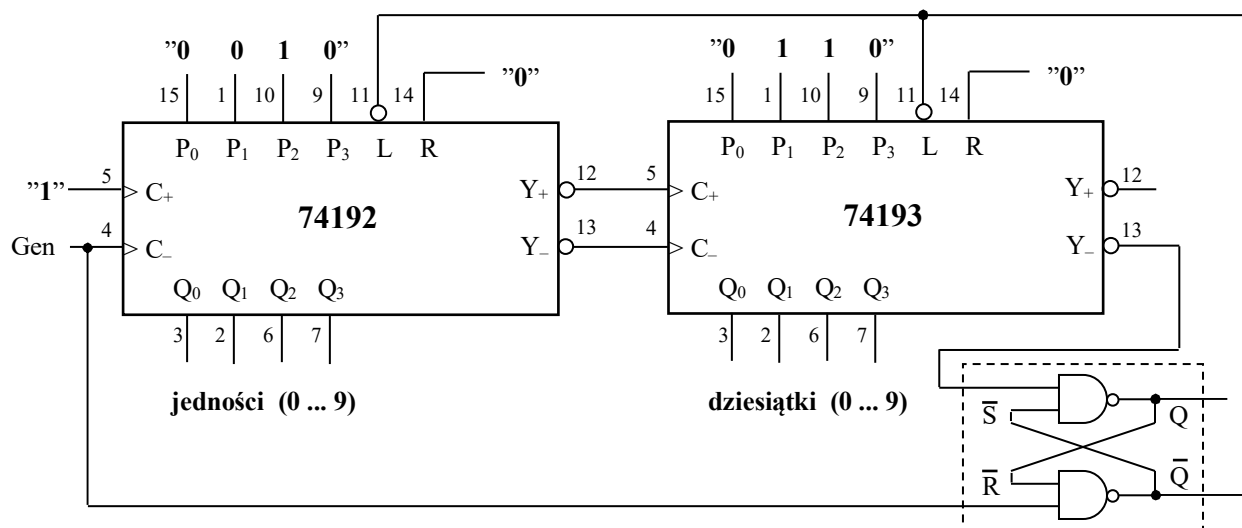 ”0 0 1 0” ”0 1 1 0”
”0” ”0”
15 1 10 9 11 14 15 1 10 9 11 14
P0 P1 P2 P3 L R P0 P1 P2 P3 L R
”1” 5 C+ Y+ 12 5 C+ Y+ 12
74192 74193
Gen 4 C– Y– 13 4 C– Y– 13
Q0 Q1 Q2 Q3 Q0 Q1 Q2 Q3
3 2 6 7 3 2 6 7
jedności (0 ... 9) dziesiątki (0 ... 9)
S̅ Q
R̅ Q̅